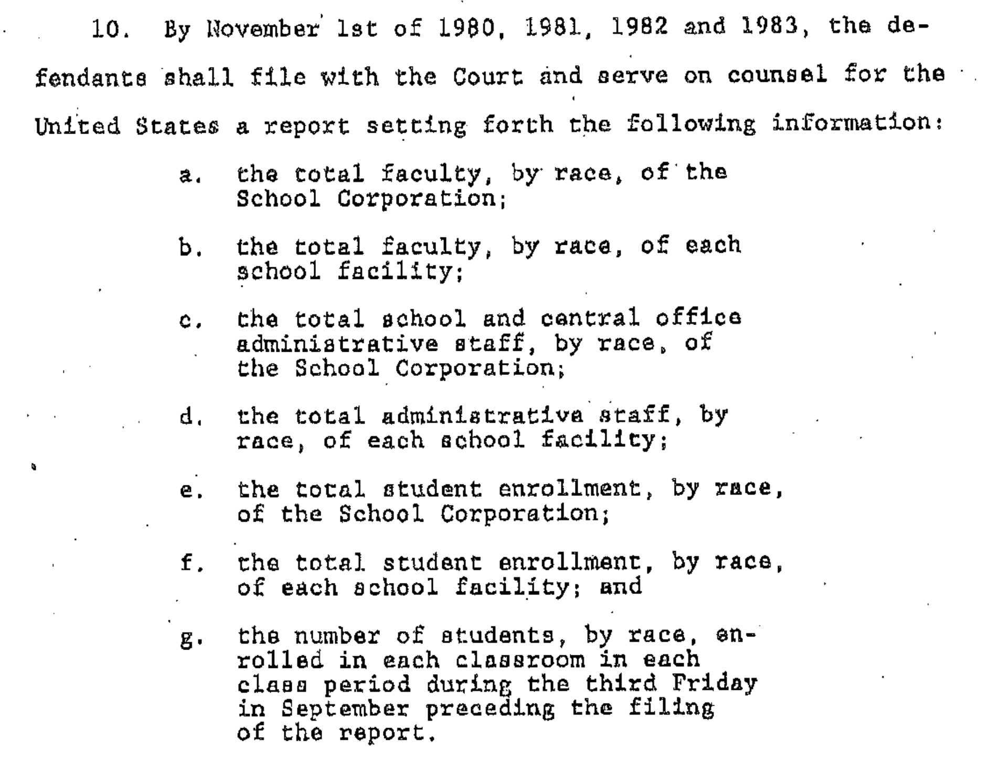 10. By November 1st of 1980, 1981, 1982 and 1983, the de-
fendants shall file with the Court and serve on counsel for the
United States a report setting forth the following information:
a. the total faculty, by race, of the
School Corporation;
b. the total faculty, by race, of each
school facility;
c. the total school and central office
administrative staff, by race, of
the School Corporation;
d. the total administrative staff, by
race, of each school facility;
e. the total student enrollment, by race,
of the School Corporation;
f. the total student enrollment, by race,
of each school facility; and
g. the number of students, by race, en-
rolled in each classroom in each
class period during the third Friday
in September preceding the filing
of the report.